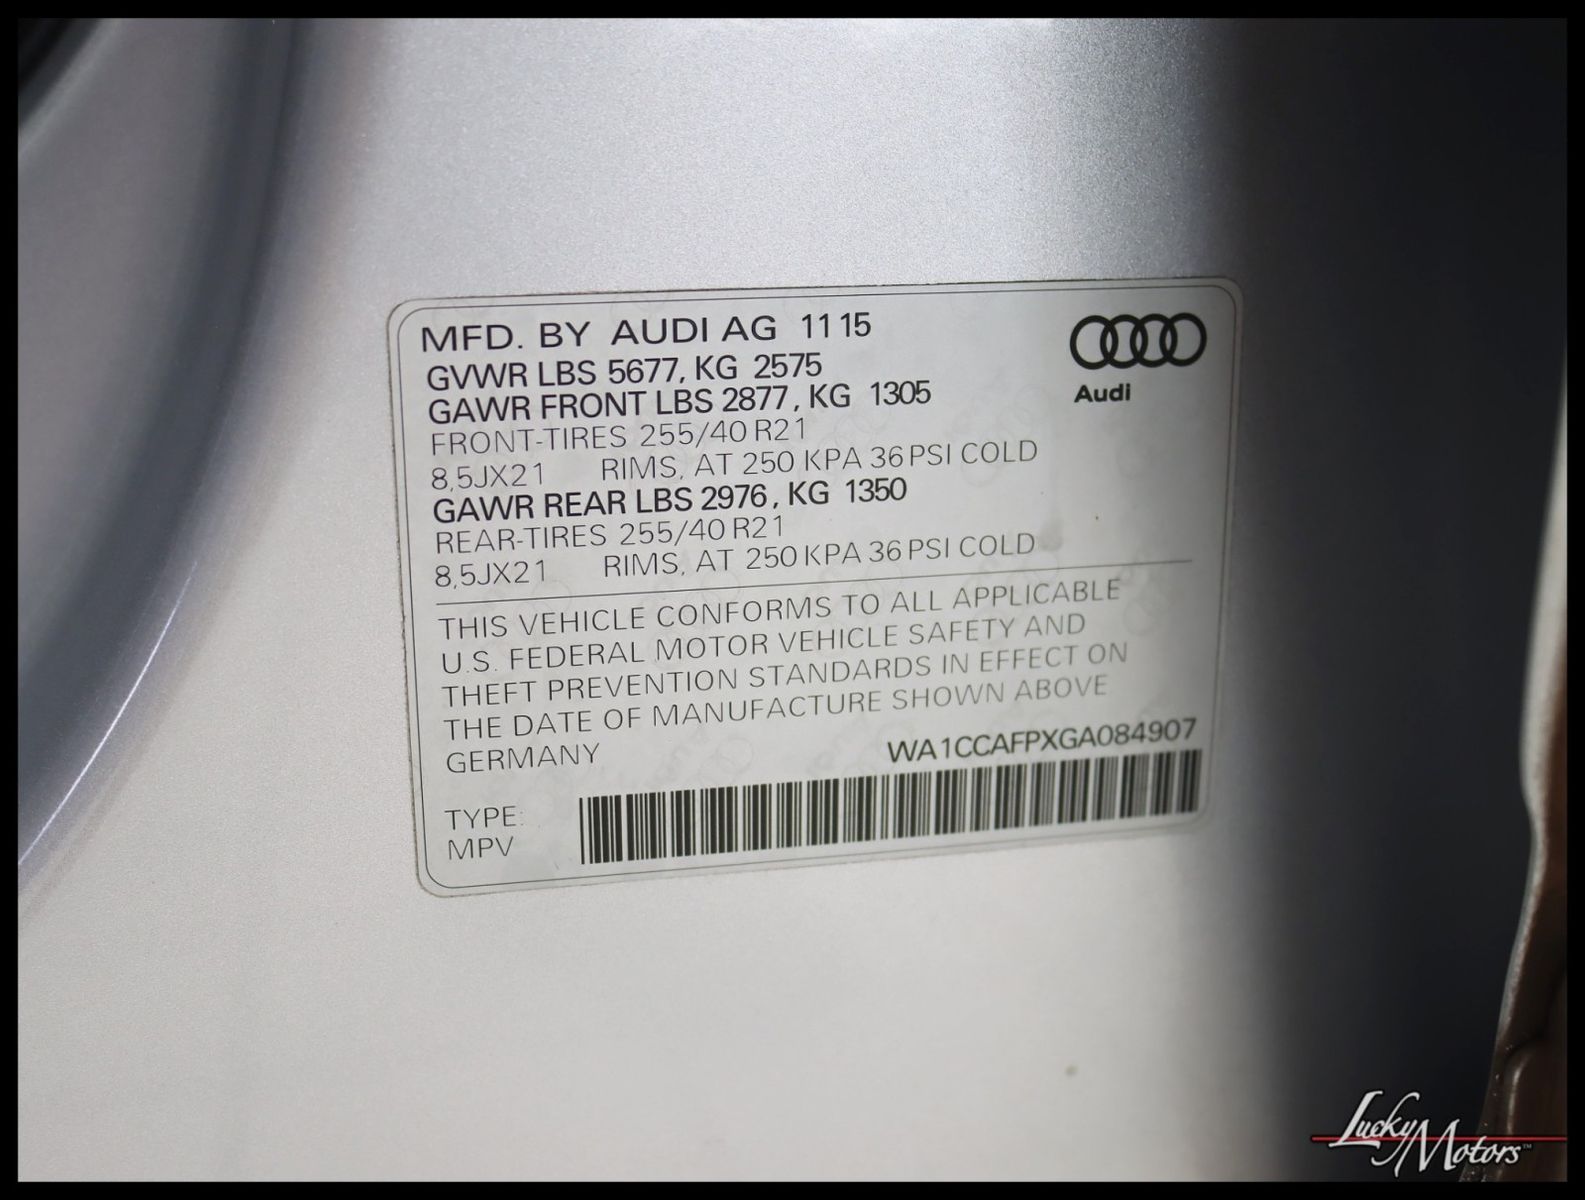 MFD. BY AUDI AG 11 15
GVWR LBS 5677, KG 2575
GAWR FRONT LBS 2877, KG 1305
FRONT-TIRES 255/40 R21
8,5JX21 RIMS, AT 250 KPA 36 PSI COLD
GAWR REAR LBS 2976, KG 1350
REAR-TIRES 255/40 R21
8,5JX21 RIMS, AT 250 KPA 36 PSI COLD
Audi
THIS VEHICLE CONFORMS TO ALL APPLICABLE
U.S. FEDERAL MOTOR VEHICLE SAFETY AND
THEFT PREVENTION STANDARDS IN EFFECT ON
THE DATE OF MANUFACTURE SHOWN ABOVE
GERMANY WA1CCAFPXGA084907
TYPE:
MPV
Lucky Motors™